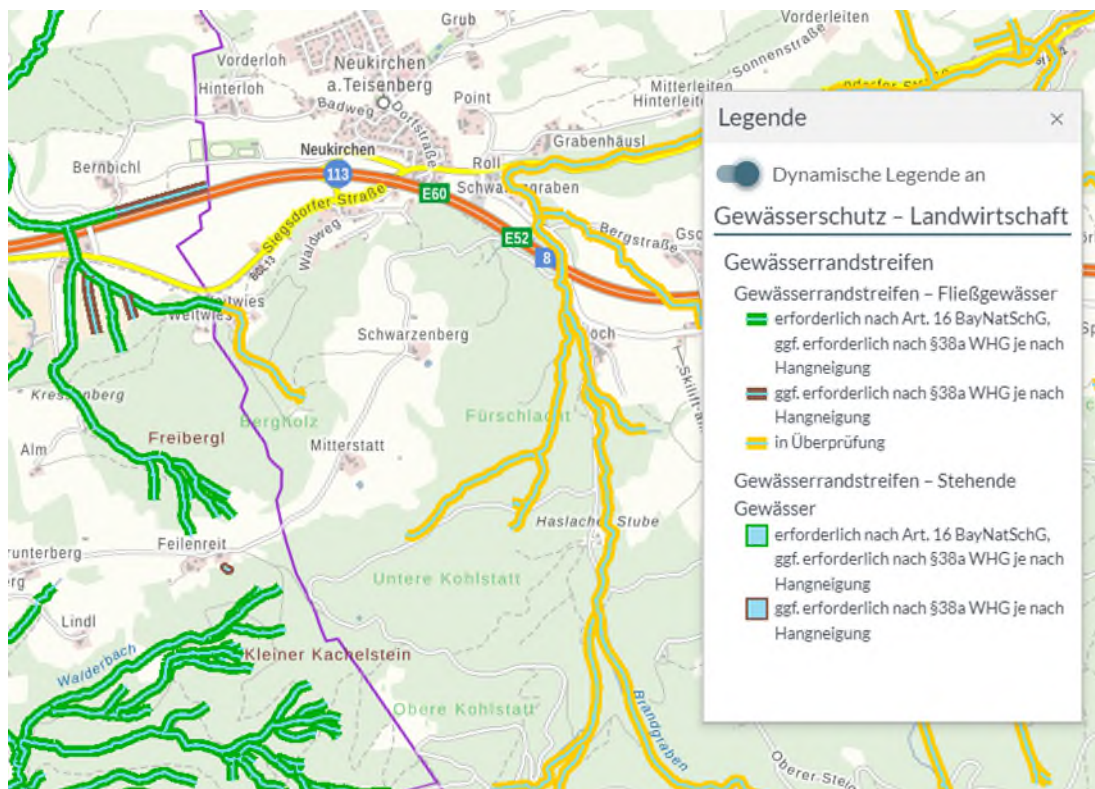 Grub
Vorderleiten
Vorderloh
Neukirchen
a.Teisenberg
Hinterloh
Sonnenstraße
Mitterleiten
Badweg
Point
Dorfstraße
Neukirchen
Grabenhäusl
Bernbichl
Roll
113
E60
Siegsdorfer Straße
Waldweg
E52
8
Bergstraße
BGL13
Weitwies
Schwarzenberg
Kressenberg
Bergholz
Fürschlacht
Freibergl
Alm
Mitterstatt
Haslacher Stube
Feilenreit
Untere Kohlstatt
Lindl
Walderbach
Kleiner Kachelstein
Obere Kohlstatt
Brandgraben
Legende
×
Dynamische Legende an
Gewässerschutz – Landwirtschaft
Gewässerrandstreifen
Gewässerrandstreifen – Fließgewässer
erforderlich nach Art. 16 BayNatSchG,
ggf. erforderlich nach §38a WHG je nach
Hangneigung
ggf. erforderlich nach §38a WHG je nach
Hangneigung
in Überprüfung
Gewässerrandstreifen – Stehende
Gewässer
erforderlich nach Art. 16 BayNatSchG,
ggf. erforderlich nach §38a WHG je nach
Hangneigung
ggf. erforderlich nach §38a WHG je nach
Hangneigung